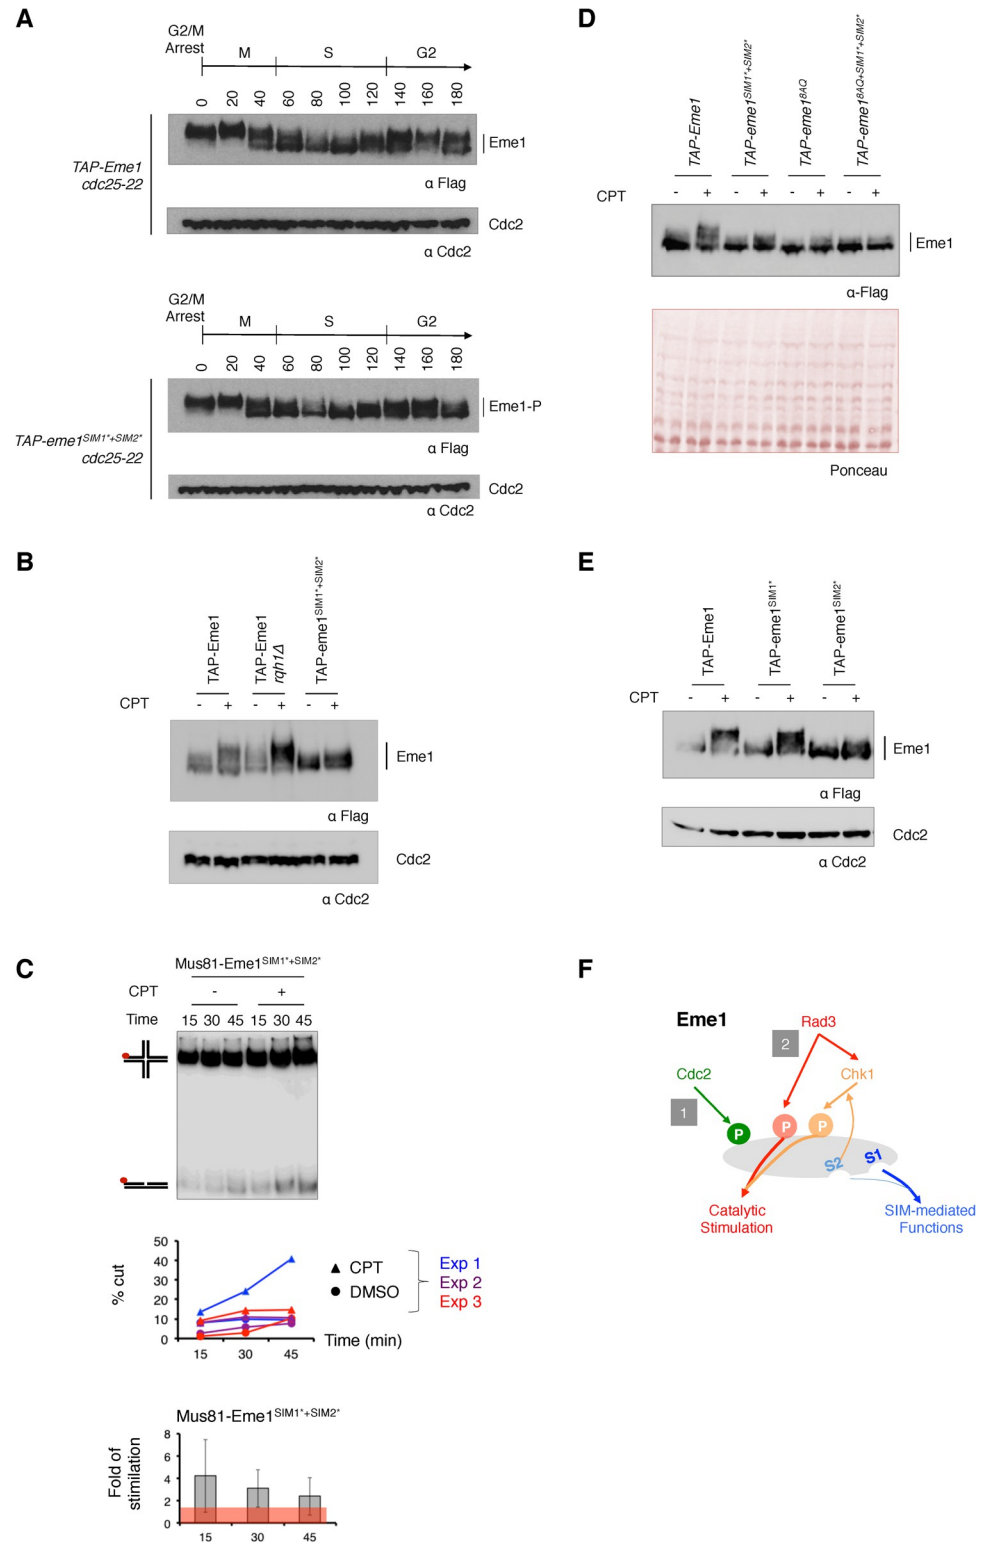 A
G2/M
Arrest
M S G2
0 20 40 60 80 100 120 140 160 180
TAP-Eme1
cdc25-22
Eme1
α Flag
Cdc2
α Cdc2
G2/M
Arrest
M S G2
0 20 40 60 80 100 120 140 160 180
TAP-eme1SIM1*+SIM2*
cdc25-22
Eme1-P
α Flag
Cdc2
α Cdc2
B
TAP-Eme1
TAP-Eme1
rqh1Δ
TAP-eme1SIM1*+SIM2*
CPT - + - + - +
Eme1
α Flag
Cdc2
α Cdc2
C
Mus81-Eme1SIM1*+SIM2*
CPT - +
Time 15 30 45 15 30 45
% cut
50
40
30
20
10
0
15 30 45
Time (min)
CPT
DMSO
Exp 1
Exp 2
Exp 3
Mus81-Eme1SIM1*+SIM2*
Fold of
stimilation
8
6
4
2
0
15 30 45
D
TAP-Eme1
TAP-eme1SIM1*+SIM2*
TAP-eme18AQ
TAP-eme18AQ+SIM1*+SIM2*
CPT - + - + - + - +
Eme1
α-Flag
Ponceau
E
TAP-Eme1
TAP-eme1SIM1*
TAP-eme1SIM2*
CPT - + - + - +
Eme1
α Flag
Cdc2
α Cdc2
F
Eme1
Rad3
2
Cdc2
Chk1
1
P
P
P
S2
S1
Catalytic
Stimulation
SIM-mediated
Functions